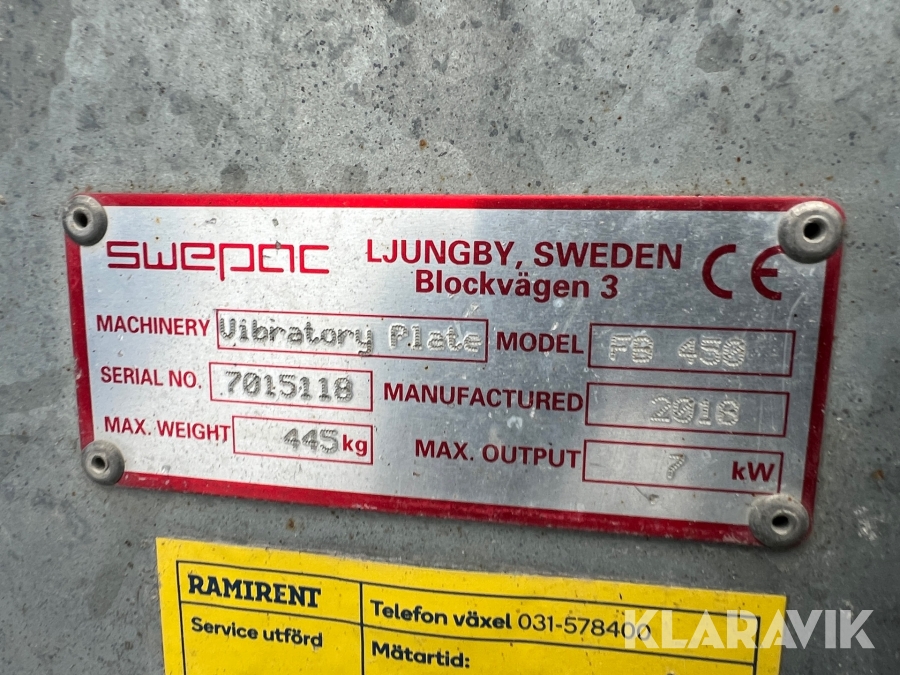 swepac
LJUNGBY, SWEDEN
Blockvägen 3
CE
MACHINERY Vibratory Plate MODEL FB 450
SERIAL NO. 7015118 MANUFACTURED
MAX. WEIGHT 445 kg MAX. OUTPUT 7 kW
RAMIRENT
Telefon växel 031-578400
Service utförd
Mätartid:
KLARAVIK